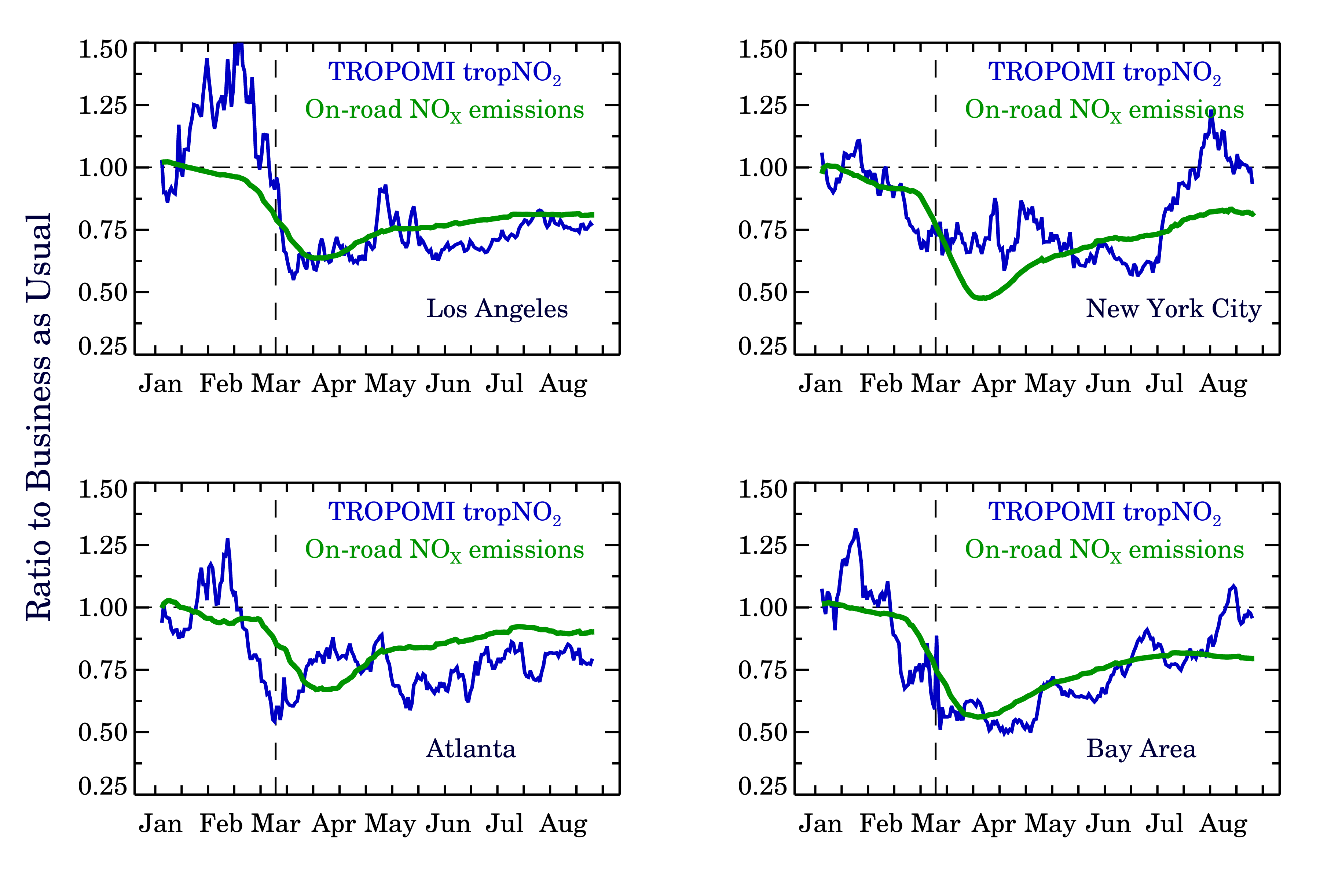 Ratio to Business as Usual
1.50
1.25
1.00
0.75
0.50
0.25
TROPOMI tropNO₂
On-road NOₓ emissions
Los Angeles
Jan Feb Mar Apr May Jun Jul Aug
1.50
1.25
1.00
0.75
0.50
0.25
TROPOMI tropNO₂
On-road NOₓ emissions
New York City
Jan Feb Mar Apr May Jun Jul Aug
1.50
1.25
1.00
0.75
0.50
0.25
TROPOMI tropNO₂
On-road NOₓ emissions
Atlanta
Jan Feb Mar Apr May Jun Jul Aug
1.50
1.25
1.00
0.75
0.50
0.25
TROPOMI tropNO₂
On-road NOₓ emissions
Bay Area
Jan Feb Mar Apr May Jun Jul Aug